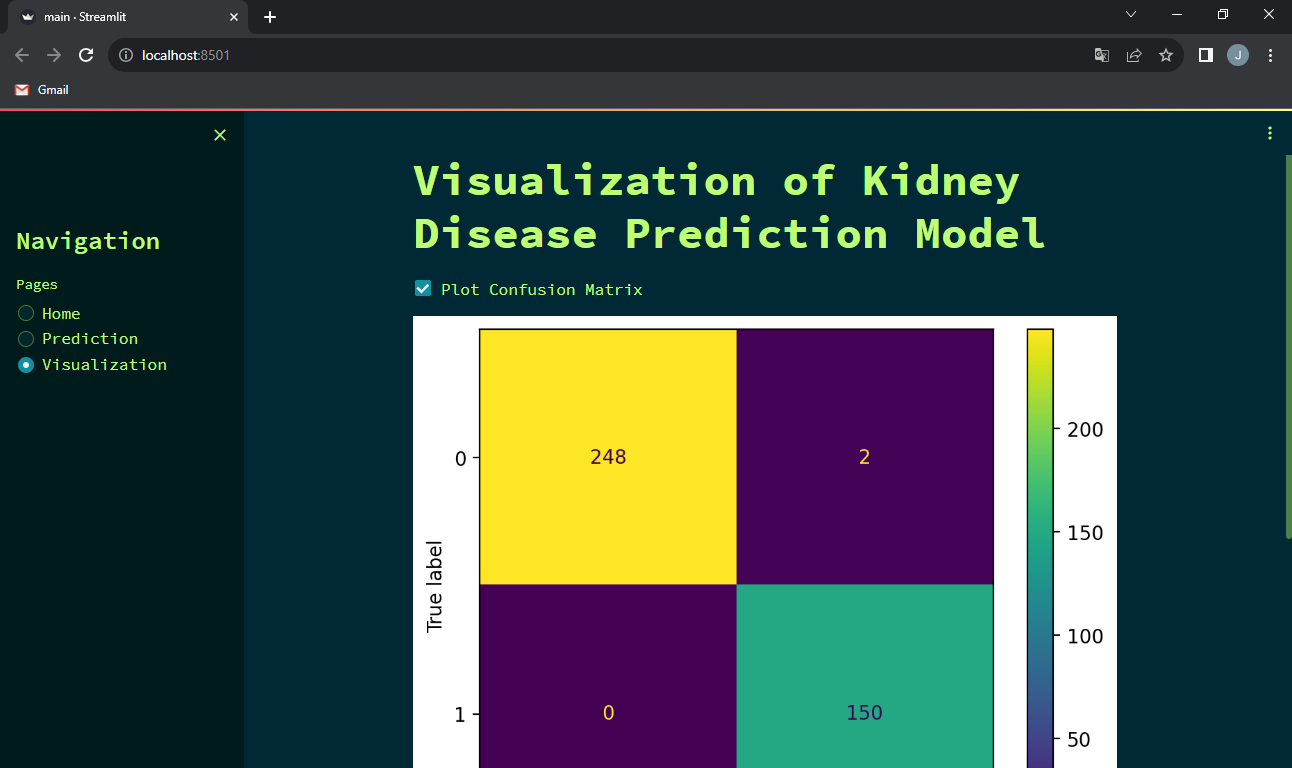 main · Streamlit
localhost:8501
J
Gmail
Navigation
Pages
Home
Prediction
Visualization
Visualization of Kidney
Disease Prediction Model
Plot Confusion Matrix
248
2
0
True label
0
150
1
200
150
100
50